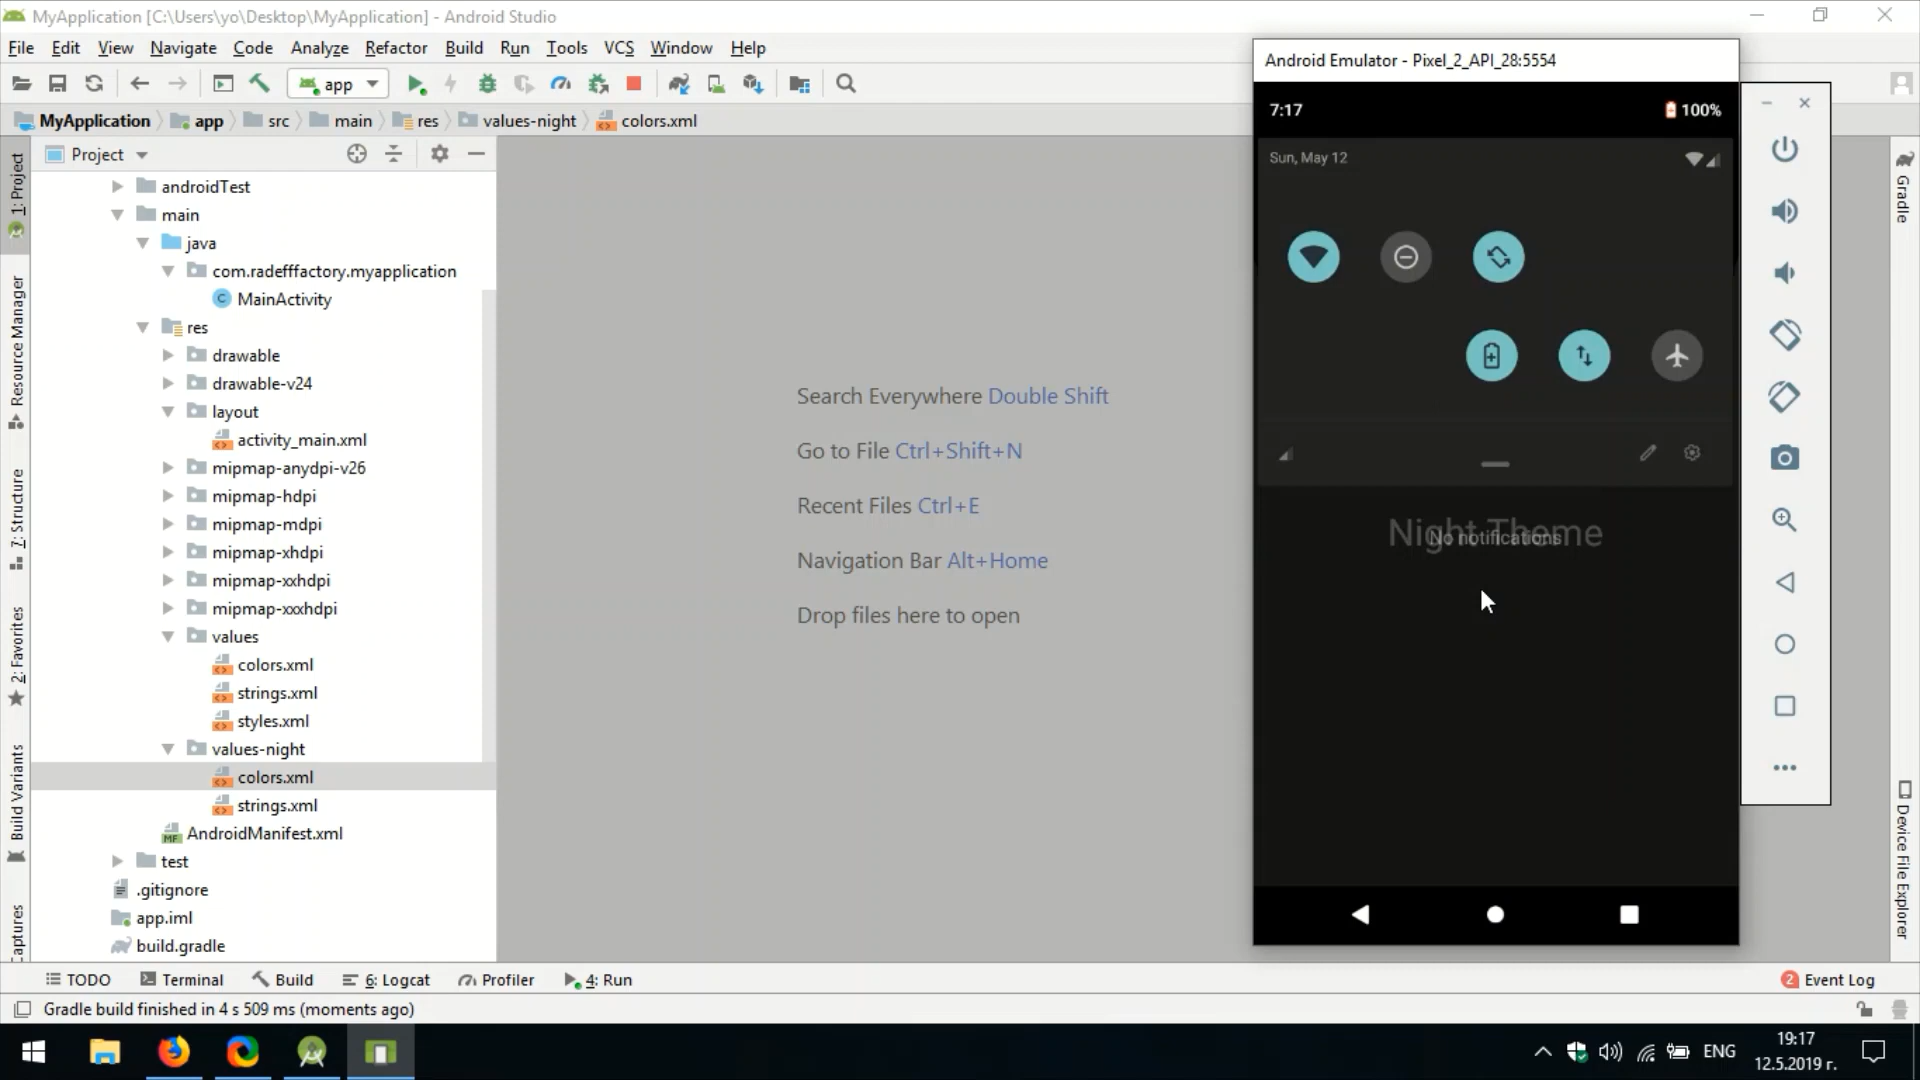 MyApplication [C:\Users\yo\Desktop\MyApplication] - Android Studio
File Edit View Navigate Code Analyze Refactor Build Run Tools VCS Window Help
app
MyApplication app src main res values-night colors.xml
1: Project
Resource Manager
7: Structure
2: Favorites
Build Variants
Captures
Project
androidTest
main
java
com.radefffactory.myapplication
MainActivity
res
drawable
drawable-v24
layout
activity_main.xml
mipmap-anydpi-v26
mipmap-hdpi
mipmap-mdpi
mipmap-xhdpi
mipmap-xxhdpi
mipmap-xxxhdpi
values
colors.xml
strings.xml
styles.xml
values-night
colors.xml
strings.xml
AndroidManifest.xml
test
.gitignore
app.iml
build.gradle
Search Everywhere Double Shift
Go to File Ctrl+Shift+N
Recent Files Ctrl+E
Navigation Bar Alt+Home
Drop files here to open
Android Emulator - Pixel_2_API_28:5554
7:17 100%
Sun, May 12
Night Theme
No notifications
Gradle
Device File Explorer
TODO Terminal Build 6: Logcat Profiler 4: Run 2 Event Log
Gradle build finished in 4 s 509 ms (moments ago)
ENG
19:17
12.5.2019 г.